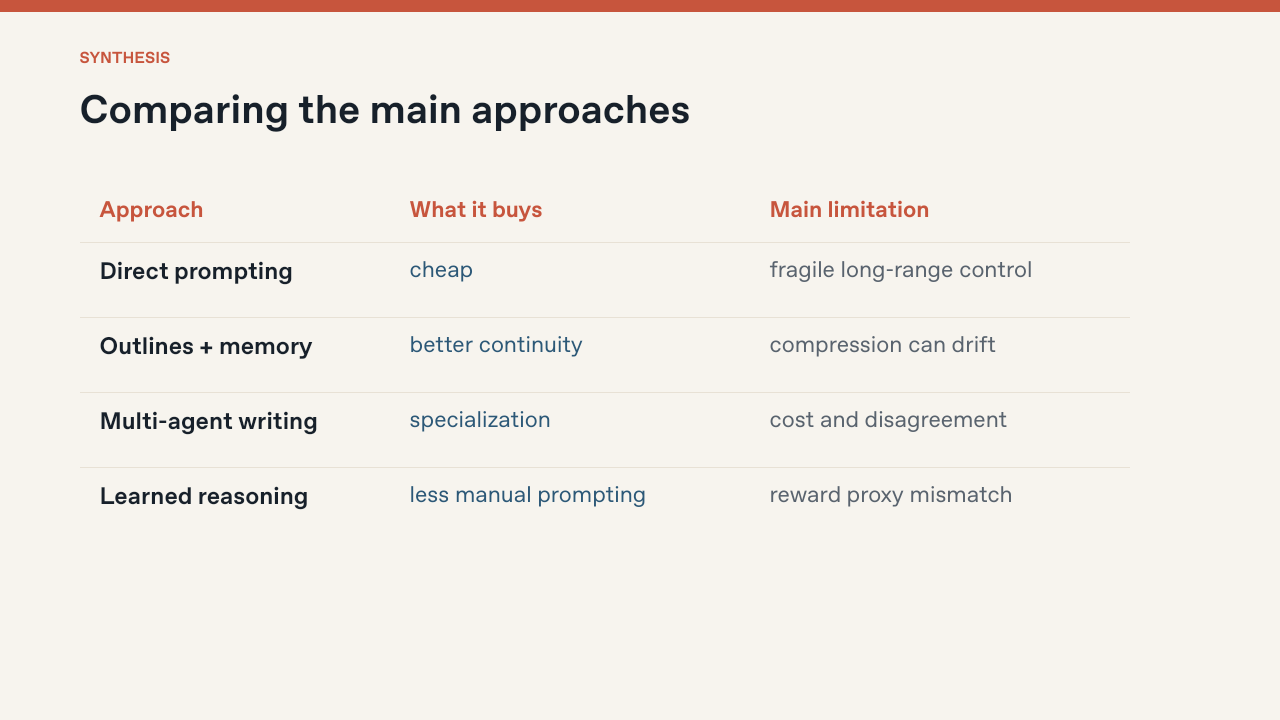 SYNTHESIS
Comparing the main approaches
Approach What it buys Main limitation
Direct prompting cheap fragile long-range control
Outlines + memory better continuity compression can drift
Multi-agent writing specialization cost and disagreement
Learned reasoning less manual prompting reward proxy mismatch